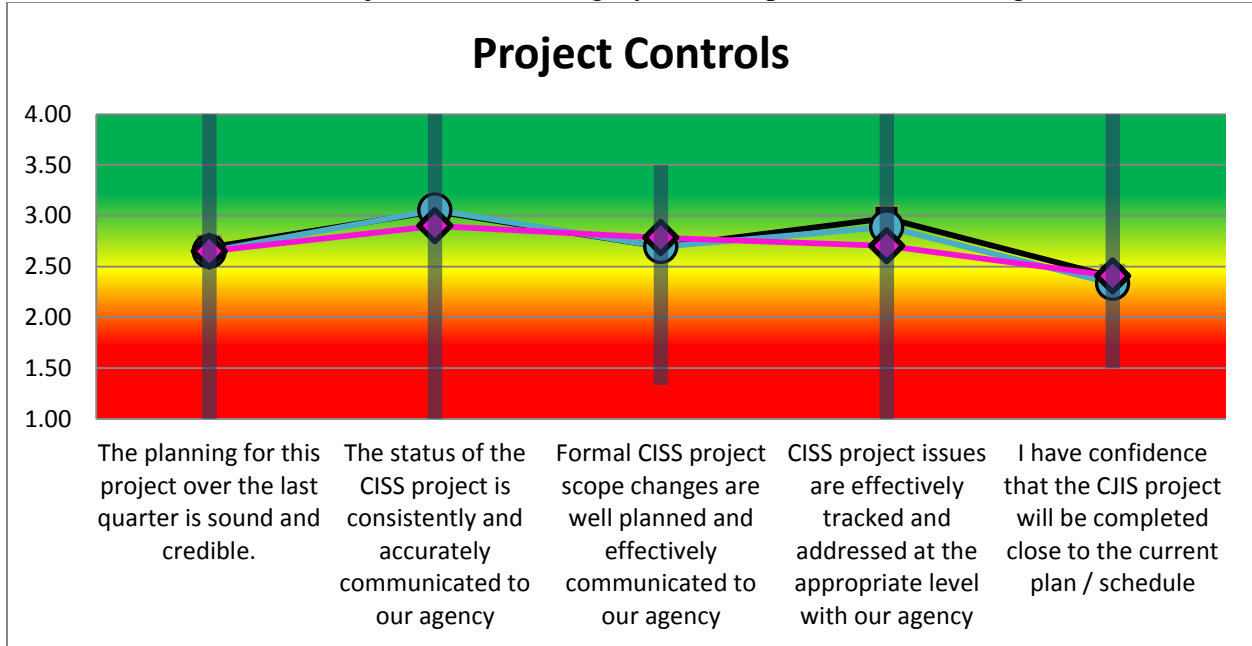 Project Controls
4.00
3.50
3.00
2.50
2.00
1.50
1.00
The planning for this
project over the last
quarter is sound and
credible.
The status of the
CISS project is
consistently and
accurately
communicated to
our agency
Formal CISS project
scope changes are
well planned and
effectively
communicated to
our agency
CISS project issues
are effectively
tracked and
addressed at the
appropriate level
with our agency
I have confidence
that the CJIS project
will be completed
close to the current
plan / schedule